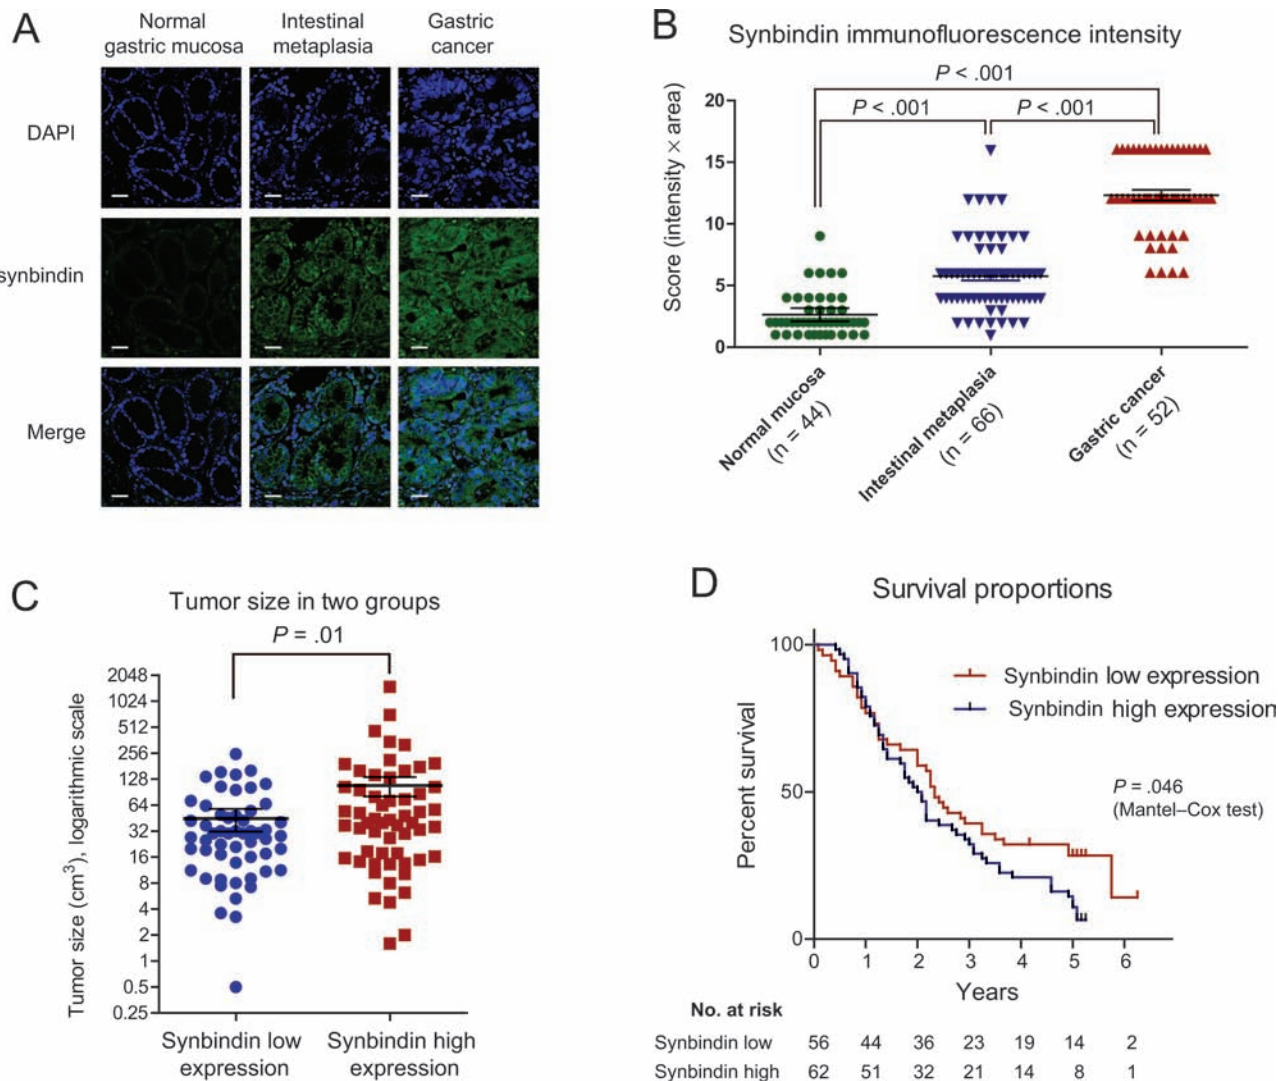 A
Normal
gastric mucosa
Intestinal
metaplasia
Gastric
cancer
DAPI
synbindin
Merge
B
Synbindin immunofluorescence intensity
P < .001
P < .001
P < .001
Score (intensity × area)
20
15
10
5
0
Normal mucosa
(n = 44)
Intestinal metaplasia
(n = 66)
Gastric cancer
(n = 52)
C
Tumor size in two groups
P = .01
Tumor size (cm³), logarithmic scale
2048
1024
512
256
128
64
32
16
8
4
2
1
0.5
0.25
Synbindin low
expression
Synbindin high
expression
D
Survival proportions
Percent survival
100
50
0
Synbindin low expression
Synbindin high expression
P = .046
(Mantel–Cox test)
0 1 2 3 4 5 6
Years
No. at risk
Synbindin low 56 44 36 23 19 14 2
Synbindin high 62 51 32 21 14 8 1